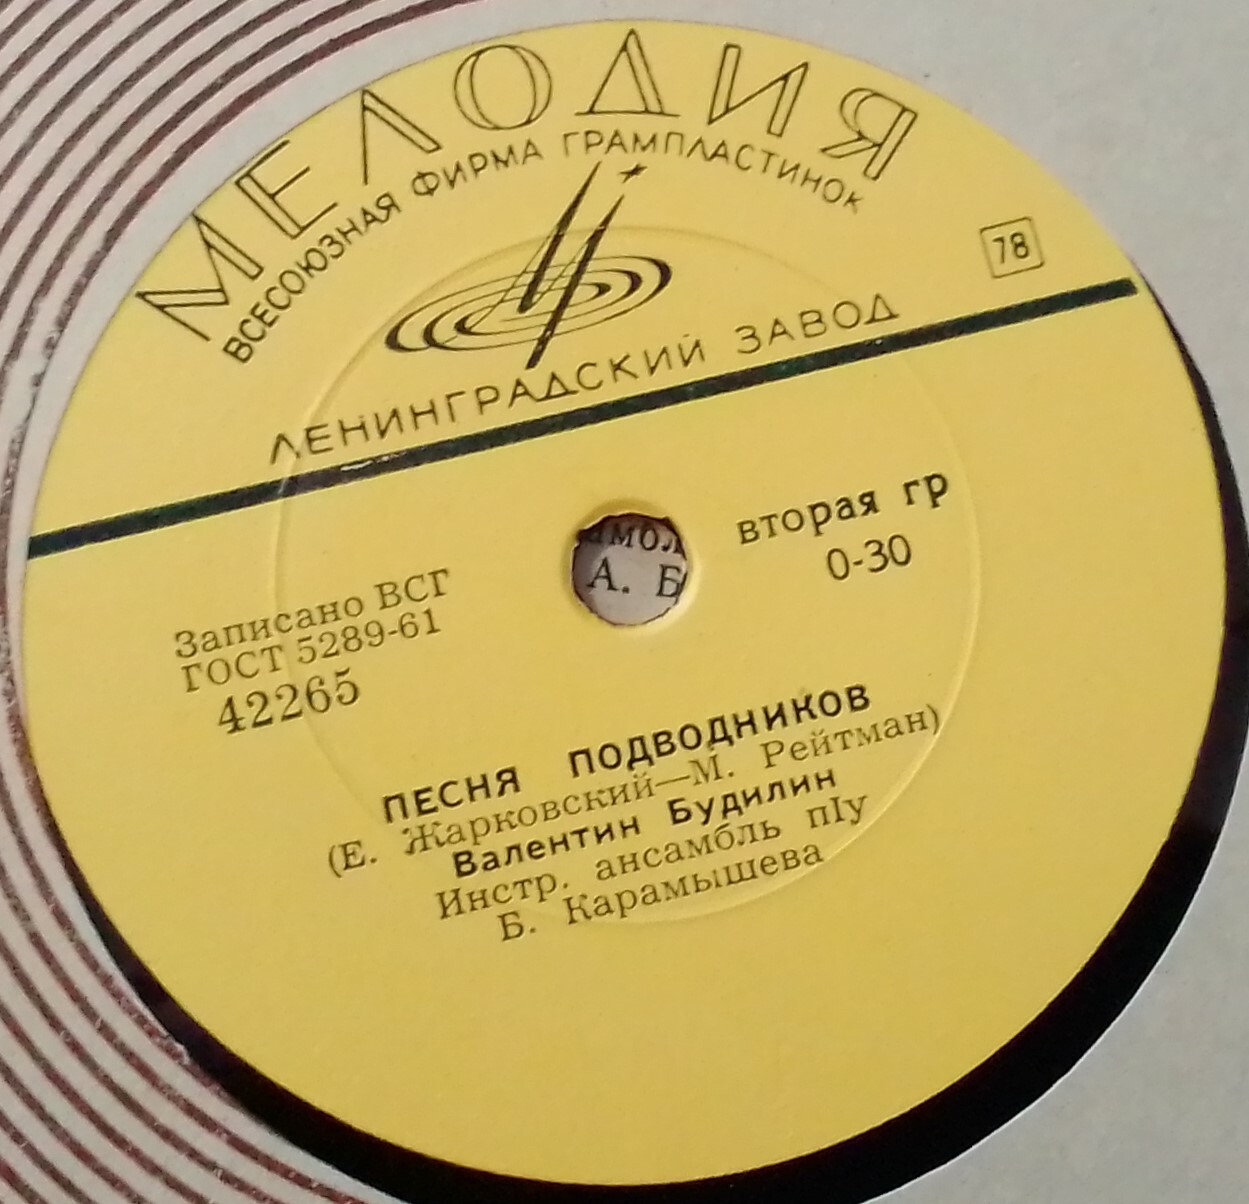 МЕЛОДИЯ
ВСЕСОЮЗНАЯ ФИРМА ГРАМПЛАСТИНОК
78
ЛЕНИНГРАДСКИЙ ЗАВОД
вторая гр
0-30
А. Б
Записано ВСГ
ГОСТ 5289-61
42265
ПЕСНЯ ПОДВОДНИКОВ
(Е. Жарковский—М. Рейтман)
Валентин Будилин
Инстр. ансамбль п/у
Б. Карамышева